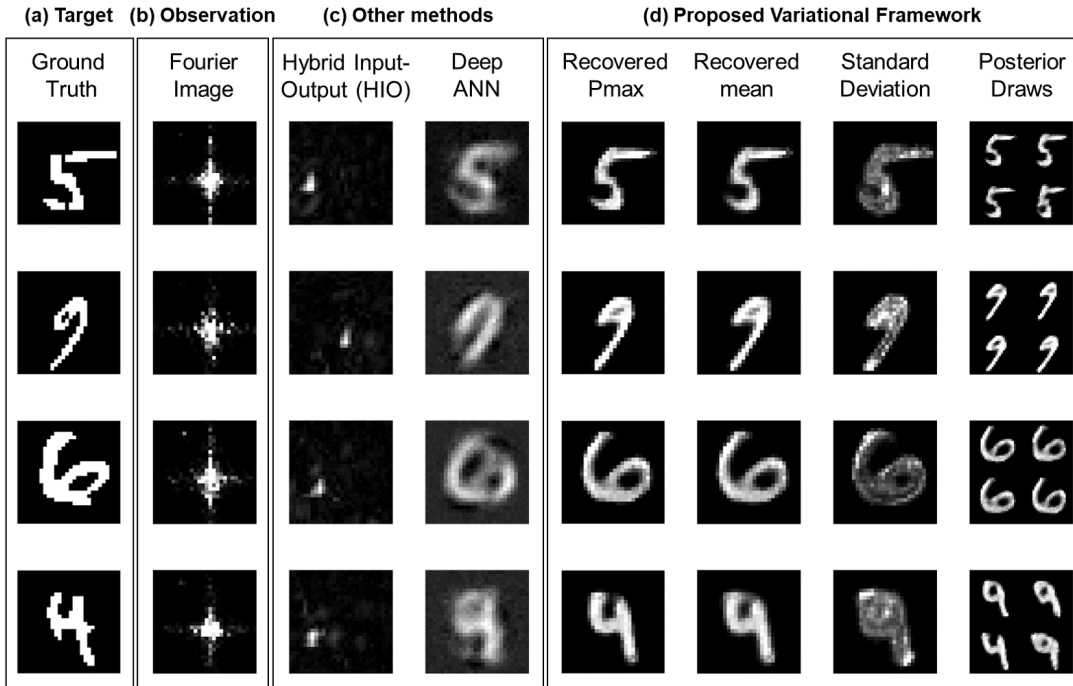 (a) Target (b) Observation (c) Other methods (d) Proposed Variational Framework
Ground Truth
Fourier Image
Hybrid Input-
Output (HIO)
Deep
ANN
Recovered
Pmax
Recovered
mean
Standard
Deviation
Posterior
Draws